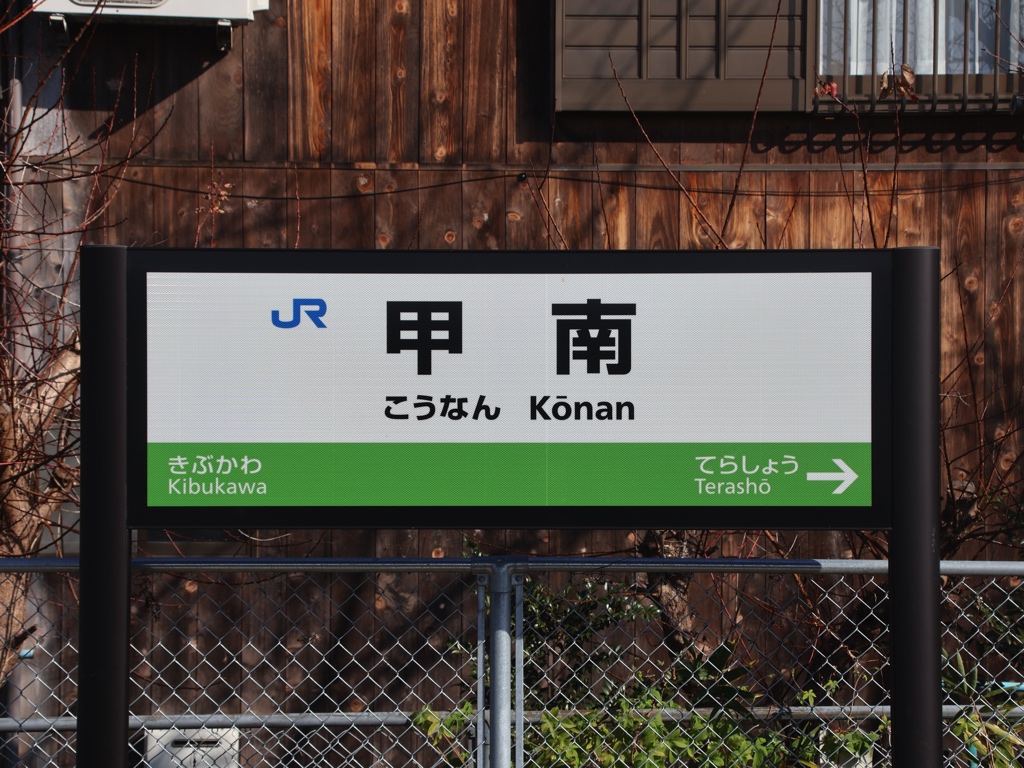 JR 甲南
こうなん Kōnan
きぶかわ てらしょう
Kibukawa Terashō →